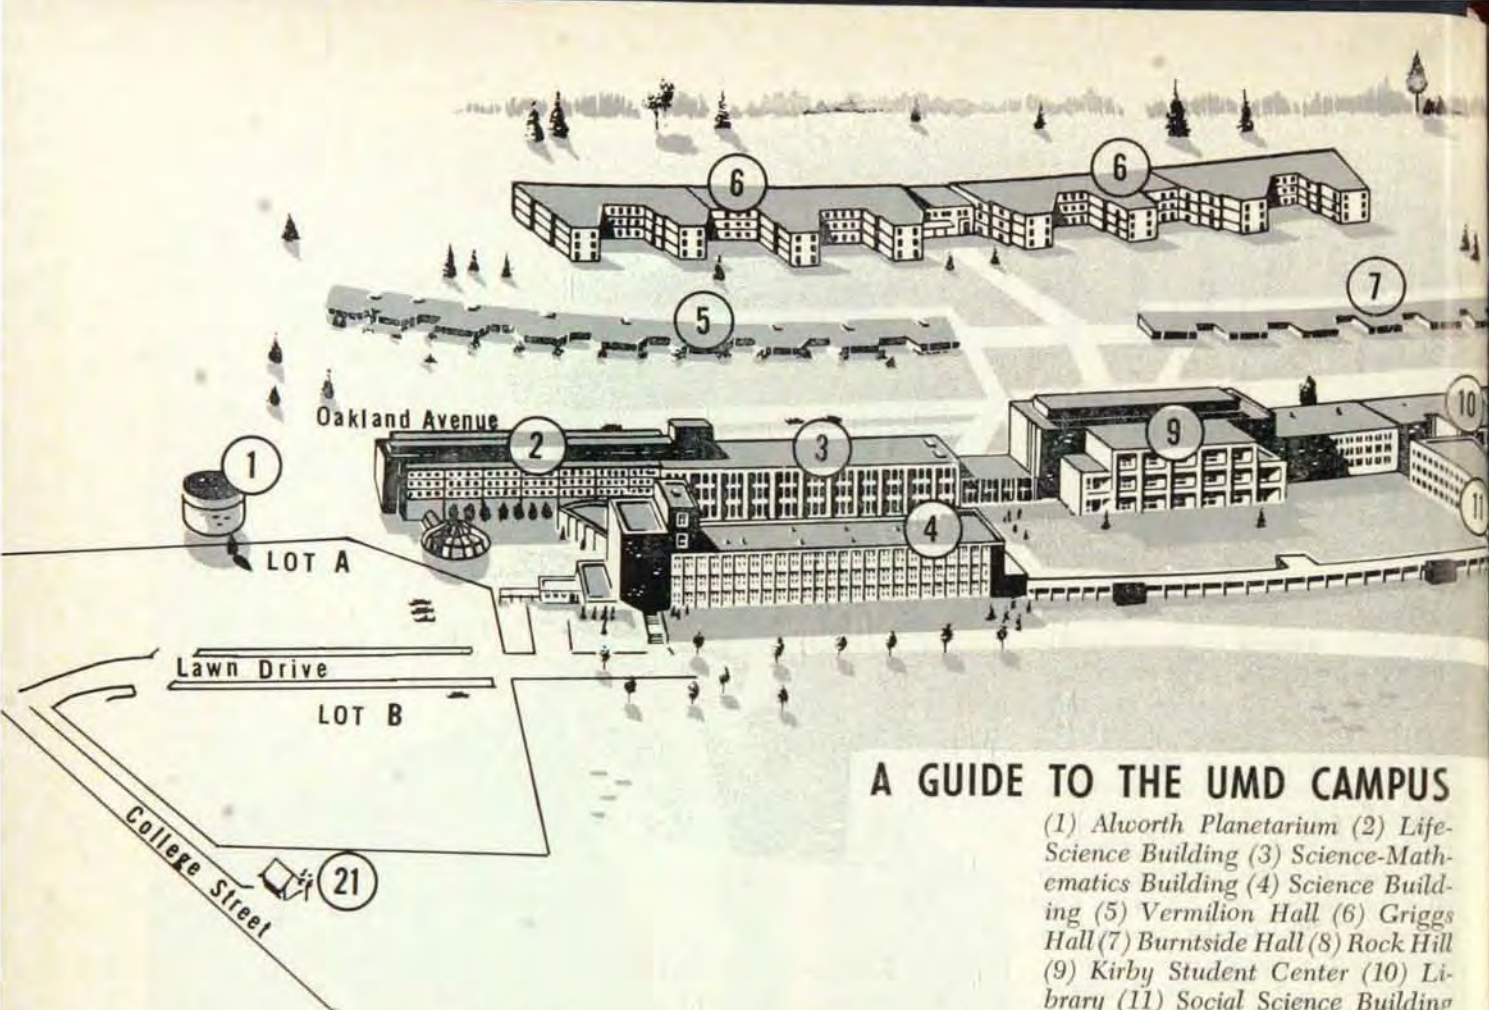 6
6
7
5
Oakland Avenue
10
2
3
9
1
11
4
LOT A
Lawn Drive
LOT B
A GUIDE TO THE UMD CAMPUS
(1) Alworth Planetarium (2) Life-
Science Building (3) Science-Math-
ematics Building (4) Science Build-
ing (5) Vermilion Hall (6) Griggs
Hall (7) Burntside Hall (8) Rock Hill
(9) Kirby Student Center (10) Li-
brary (11) Social Science Building
College Street
21